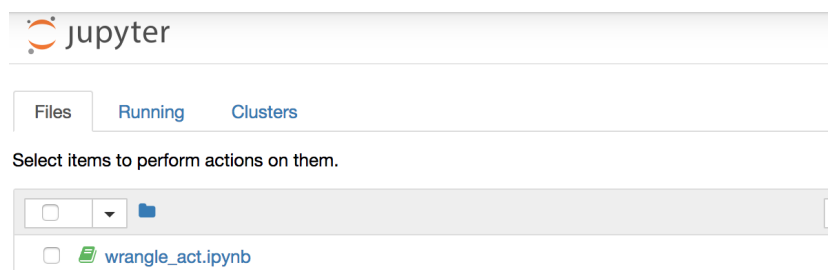 jupyter
Files Running Clusters
Select items to perform actions on them.
wrangle_act.ipynb